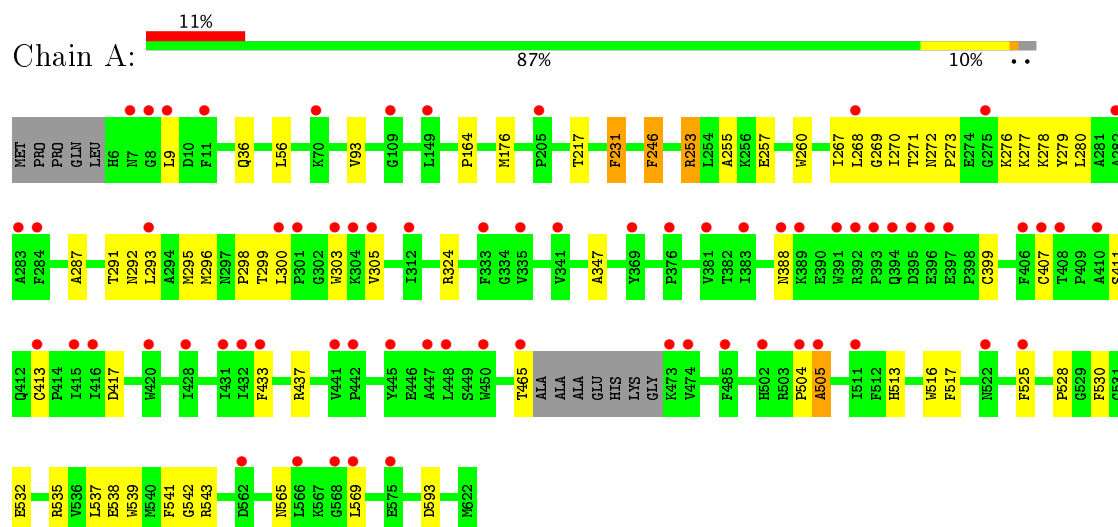 11%
Chain A:
87%
10%
MET PRO PRO GLN LEU H6 N7 G8 L9 D10 F11 Q36 L56 K70 V93 G109 L149 P164 M176 P205 T217 F231 F246 R253 L254 A255 K256 E257 W260 I267 L268 G269 I270 T271 N272 P273 E274 G275 K276 K277 K278 Y279 L280 A281 A282
A283 F284 A287 T291 N292 L293 A294 M295 M296 N297 P298 T299 L300 P301 G302 W303 K304 V305 I312 R324 F333 G334 V335 V341 A347 Y369 P376 V381 T382 I383 N388 K389 E390 W391 R392 P393 Q394 D395 E396 E397 P398 C399 F406 C407 T408 P409 A410 S411
Q412 C413 P414 I415 I416 D417 W420 I428 I431 I432 F433 R437 V441 P442 Y445 E446 A447 L448 S449 W450 T465 ALA ALA ALA GLU HIS LYS GLY K473 V474 F485 H502 R503 P504 A505 I511 F512 H513 W516 F517 N522 F525 P528 G529 F530 G531
E532 R535 V536 L537 E538 W539 M540 F541 G542 R543 D562 N565 L566 K567 G568 L569 E575 D593 M622